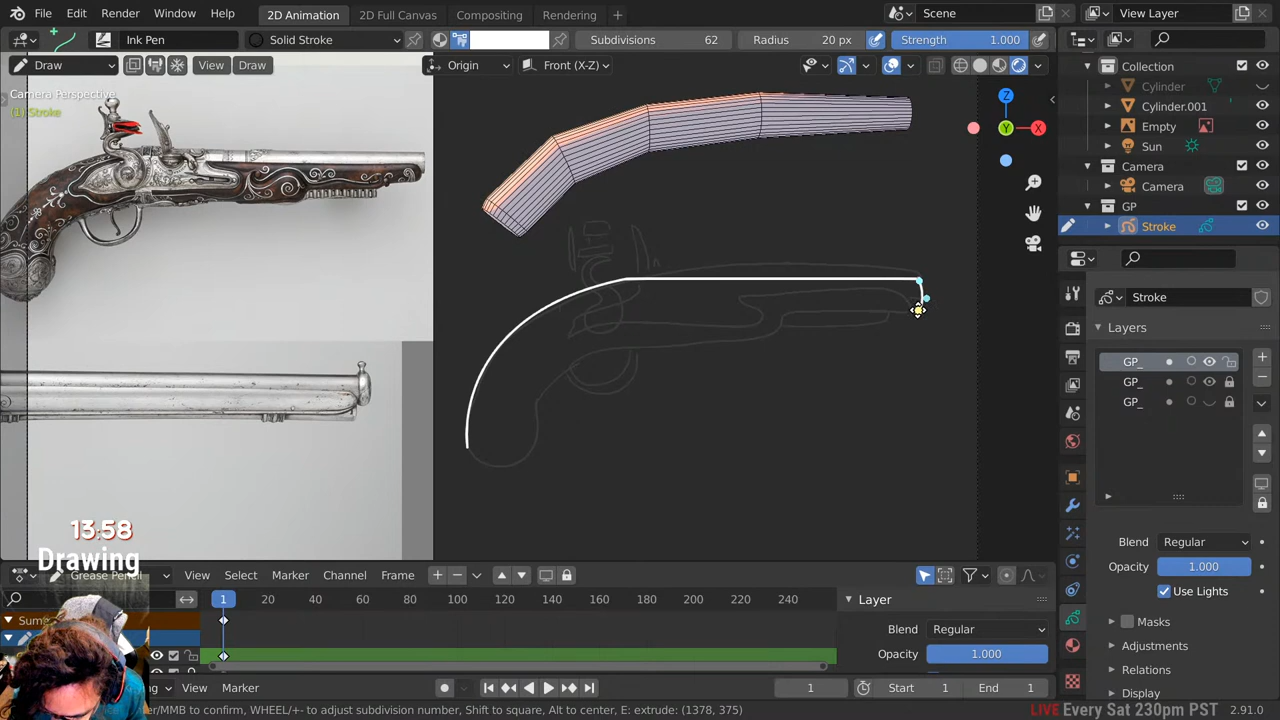 File Edit Render Window Help 2D Animation 2D Full Canvas Compositing Rendering + Scene View Layer
Ink Pen Solid Stroke Subdivisions 62 Radius 20 px Strength 1.000
Draw View Draw Origin Front (X-Z)
Camera Perspective
(1) Stroke
Z
Y
X
Collection
Cylinder
Cylinder.001
Empty
Sun
Camera
Camera
GP
Stroke
Stroke
Layers
GP_
GP_
GP_
Blend Regular
Opacity 1.000
Use Lights
Masks
Adjustments
Relations
Display
13:58
Drawing
Grease Pencil View Select Marker Channel Frame
1 20 40 60 80 100 120 140 160 180 200 220 240
Layer
Blend Regular
Opacity 1.000
View Marker 1 Start 1 End 1
/MMB to confirm, WHEEL/+- to adjust subdivision number, Shift to square, Alt to center, E: extrude: (1378, 375)
LIVE Every Sat 230pm PST
2.91.0